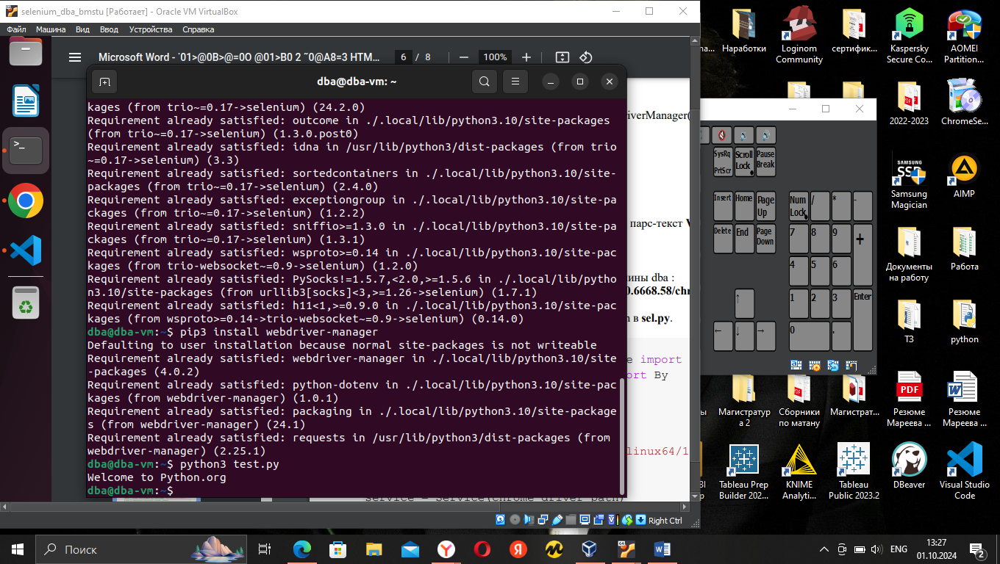 selenium_dba_bmstu [Работает] - Oracle VM VirtualBox
Файл Машина Вид Ввод Устройства Справка
Microsoft Word - ¨01>@0B>@=0O @01>B0 2 ˜0@A8=3 HTM... 6 / 8 100%
dba@dba-vm: ~
kages (from trio~=0.17->selenium) (24.2.0)
Requirement already satisfied: outcome in ./.local/lib/python3.10/site-packages
(from trio~=0.17->selenium) (1.3.0.post0)
Requirement already satisfied: idna in /usr/lib/python3/dist-packages (from trio
~=0.17->selenium) (3.3)
Requirement already satisfied: sortedcontainers in ./.local/lib/python3.10/site-
packages (from trio~=0.17->selenium) (2.4.0)
Requirement already satisfied: exceptiongroup in ./.local/lib/python3.10/site-pa
ckages (from trio~=0.17->selenium) (1.2.2)
Requirement already satisfied: sniffio>=1.3.0 in ./.local/lib/python3.10/site-pa
ckages (from trio~=0.17->selenium) (1.3.1)
Requirement already satisfied: wsproto>=0.14 in ./.local/lib/python3.10/site-pac
kages (from trio-websocket~=0.9->selenium) (1.2.0)
Requirement already satisfied: PySocks!=1.5.7,<2.0,>=1.5.6 in ./.local/lib/pytho
n3.10/site-packages (from urllib3[socks]<3,>=1.26->selenium) (1.7.1)
Requirement already satisfied: h11<1,>=0.9.0 in ./.local/lib/python3.10/site-pac
kages (from wsproto>=0.14->trio-websocket~=0.9->selenium) (0.14.0)
dba@dba-vm:~$ pip3 install webdriver-manager
Defaulting to user installation because normal site-packages is not writeable
Requirement already satisfied: webdriver-manager in ./.local/lib/python3.10/site
-packages (4.0.2)
Requirement already satisfied: python-dotenv in ./.local/lib/python3.10/site-pac
kages (from webdriver-manager) (1.0.1)
Requirement already satisfied: packaging in ./.local/lib/python3.10/site-package
s (from webdriver-manager) (24.1)
Requirement already satisfied: requests in /usr/lib/python3/dist-packages (from
webdriver-manager) (2.25.1)
dba@dba-vm:~$ python3 test.py
Welcome to Python.org
dba@dba-vm:~$
iverManager(
парс-текст
ины dba :
0.6668.58/chr
n в sel.py.
e import
ort By
linux64/1
service = Service(chrome_driver_path)
Right Ctrl
SysRq PrtScr
Scroll Lock
Pause Break
Insert Home Page Up
Num Lock / * -
Delete End Page Down
7 8 9 +
4 5 6
↑ 1 2 3 Enter
← ↓ → 0 .
Наработки
Loginom Community
сертифик...
Kaspersky Secure Co...
AOMEI Partition...
2022-2023
ChromeSe...
SAMSUNG
SSD
Samsung Magician
AIMP
Документы на работу
Работа
ТЗ
python
Магистратур а 2
Сборники по матану
Магистрат...
PDF
Резюме Мареева ...
Резюме Мареева ...
Tableau Prep Builder 202...
KNIME Analyti...
Tableau Public 2023.2
DBeaver
Visual Studio Code
Поиск
ENG
13:27
01.10.2024
2